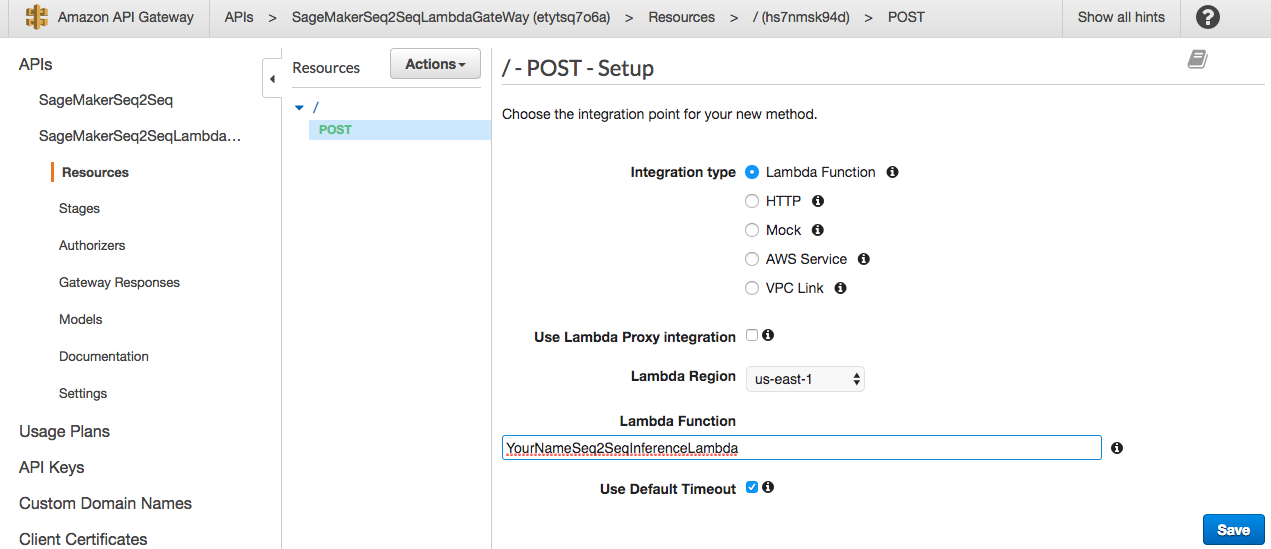 Amazon API Gateway APIs > SageMakerSeq2SeqLambdaGateWay (etytsq7o6a) > Resources > / (hs7nmsk94d) > POST Show all hints ?
APIs
SageMakerSeq2Seq
SageMakerSeq2SeqLambda...
Resources
Stages
Authorizers
Gateway Responses
Models
Documentation
Settings
Usage Plans
API Keys
Custom Domain Names
Client Certificates
Resources Actions
/
POST
/ - POST - Setup
Choose the integration point for your new method.
Integration type Lambda Function
HTTP
Mock
AWS Service
VPC Link
Use Lambda Proxy integration
Lambda Region us-east-1
Lambda Function
YourNameSeq2SeqInferenceLambda
Use Default Timeout
Save